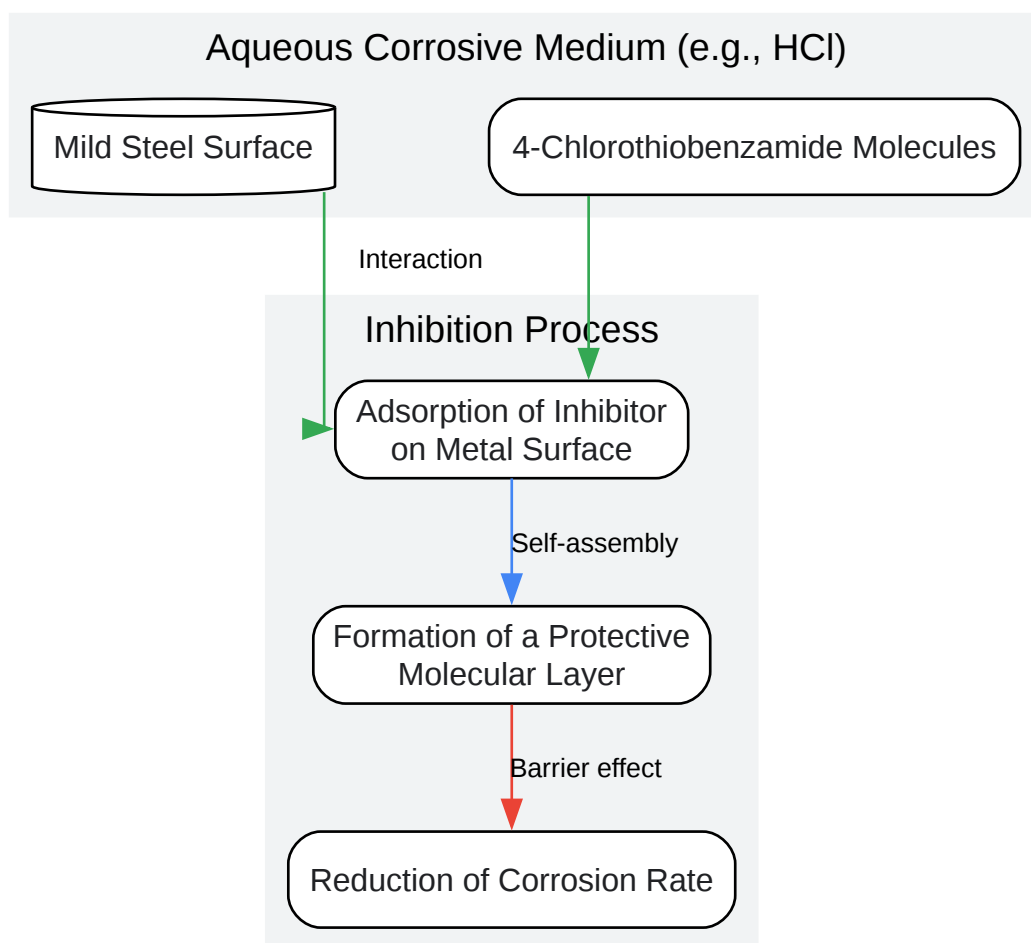 Aqueous Corrosive Medium (e.g., HCl)
Mild Steel Surface
4-Chlorothiobenzamide Molecules
Interaction
Inhibition Process
Adsorption of Inhibitor
on Metal Surface
Self-assembly
Formation of a Protective
Molecular Layer
Barrier effect
Reduction of Corrosion Rate